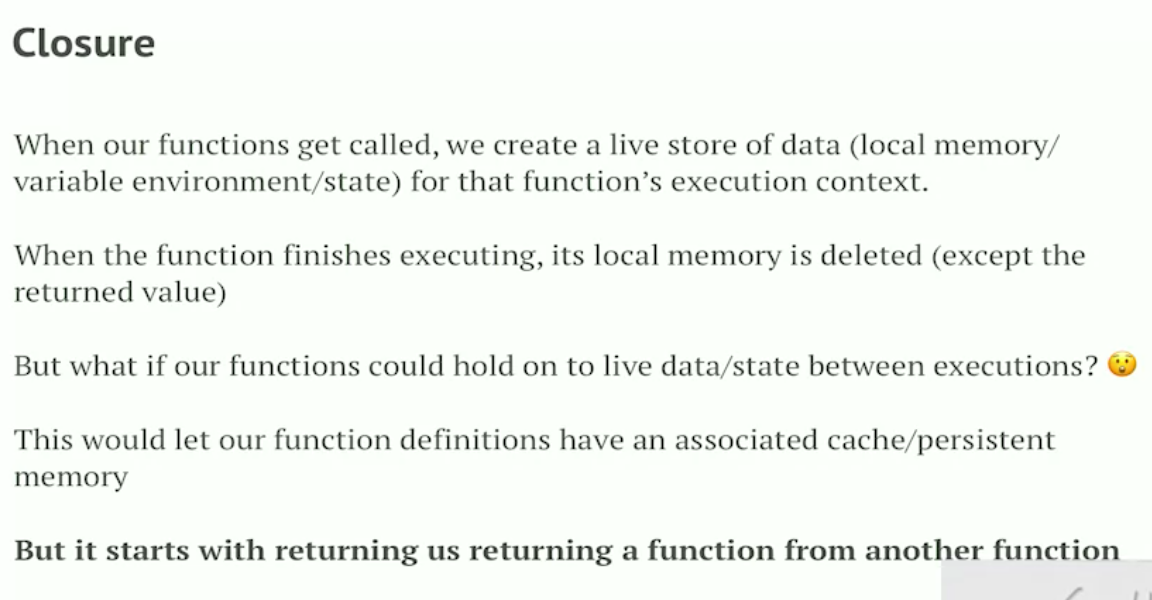 Closure
When our functions get called, we create a live store of data (local memory/
variable environment/state) for that function’s execution context.
When the function finishes executing, its local memory is deleted (except the
returned value)
But what if our functions could hold on to live data/state between executions? 😲
This would let our function definitions have an associated cache/persistent
memory
But it starts with returning us returning a function from another function